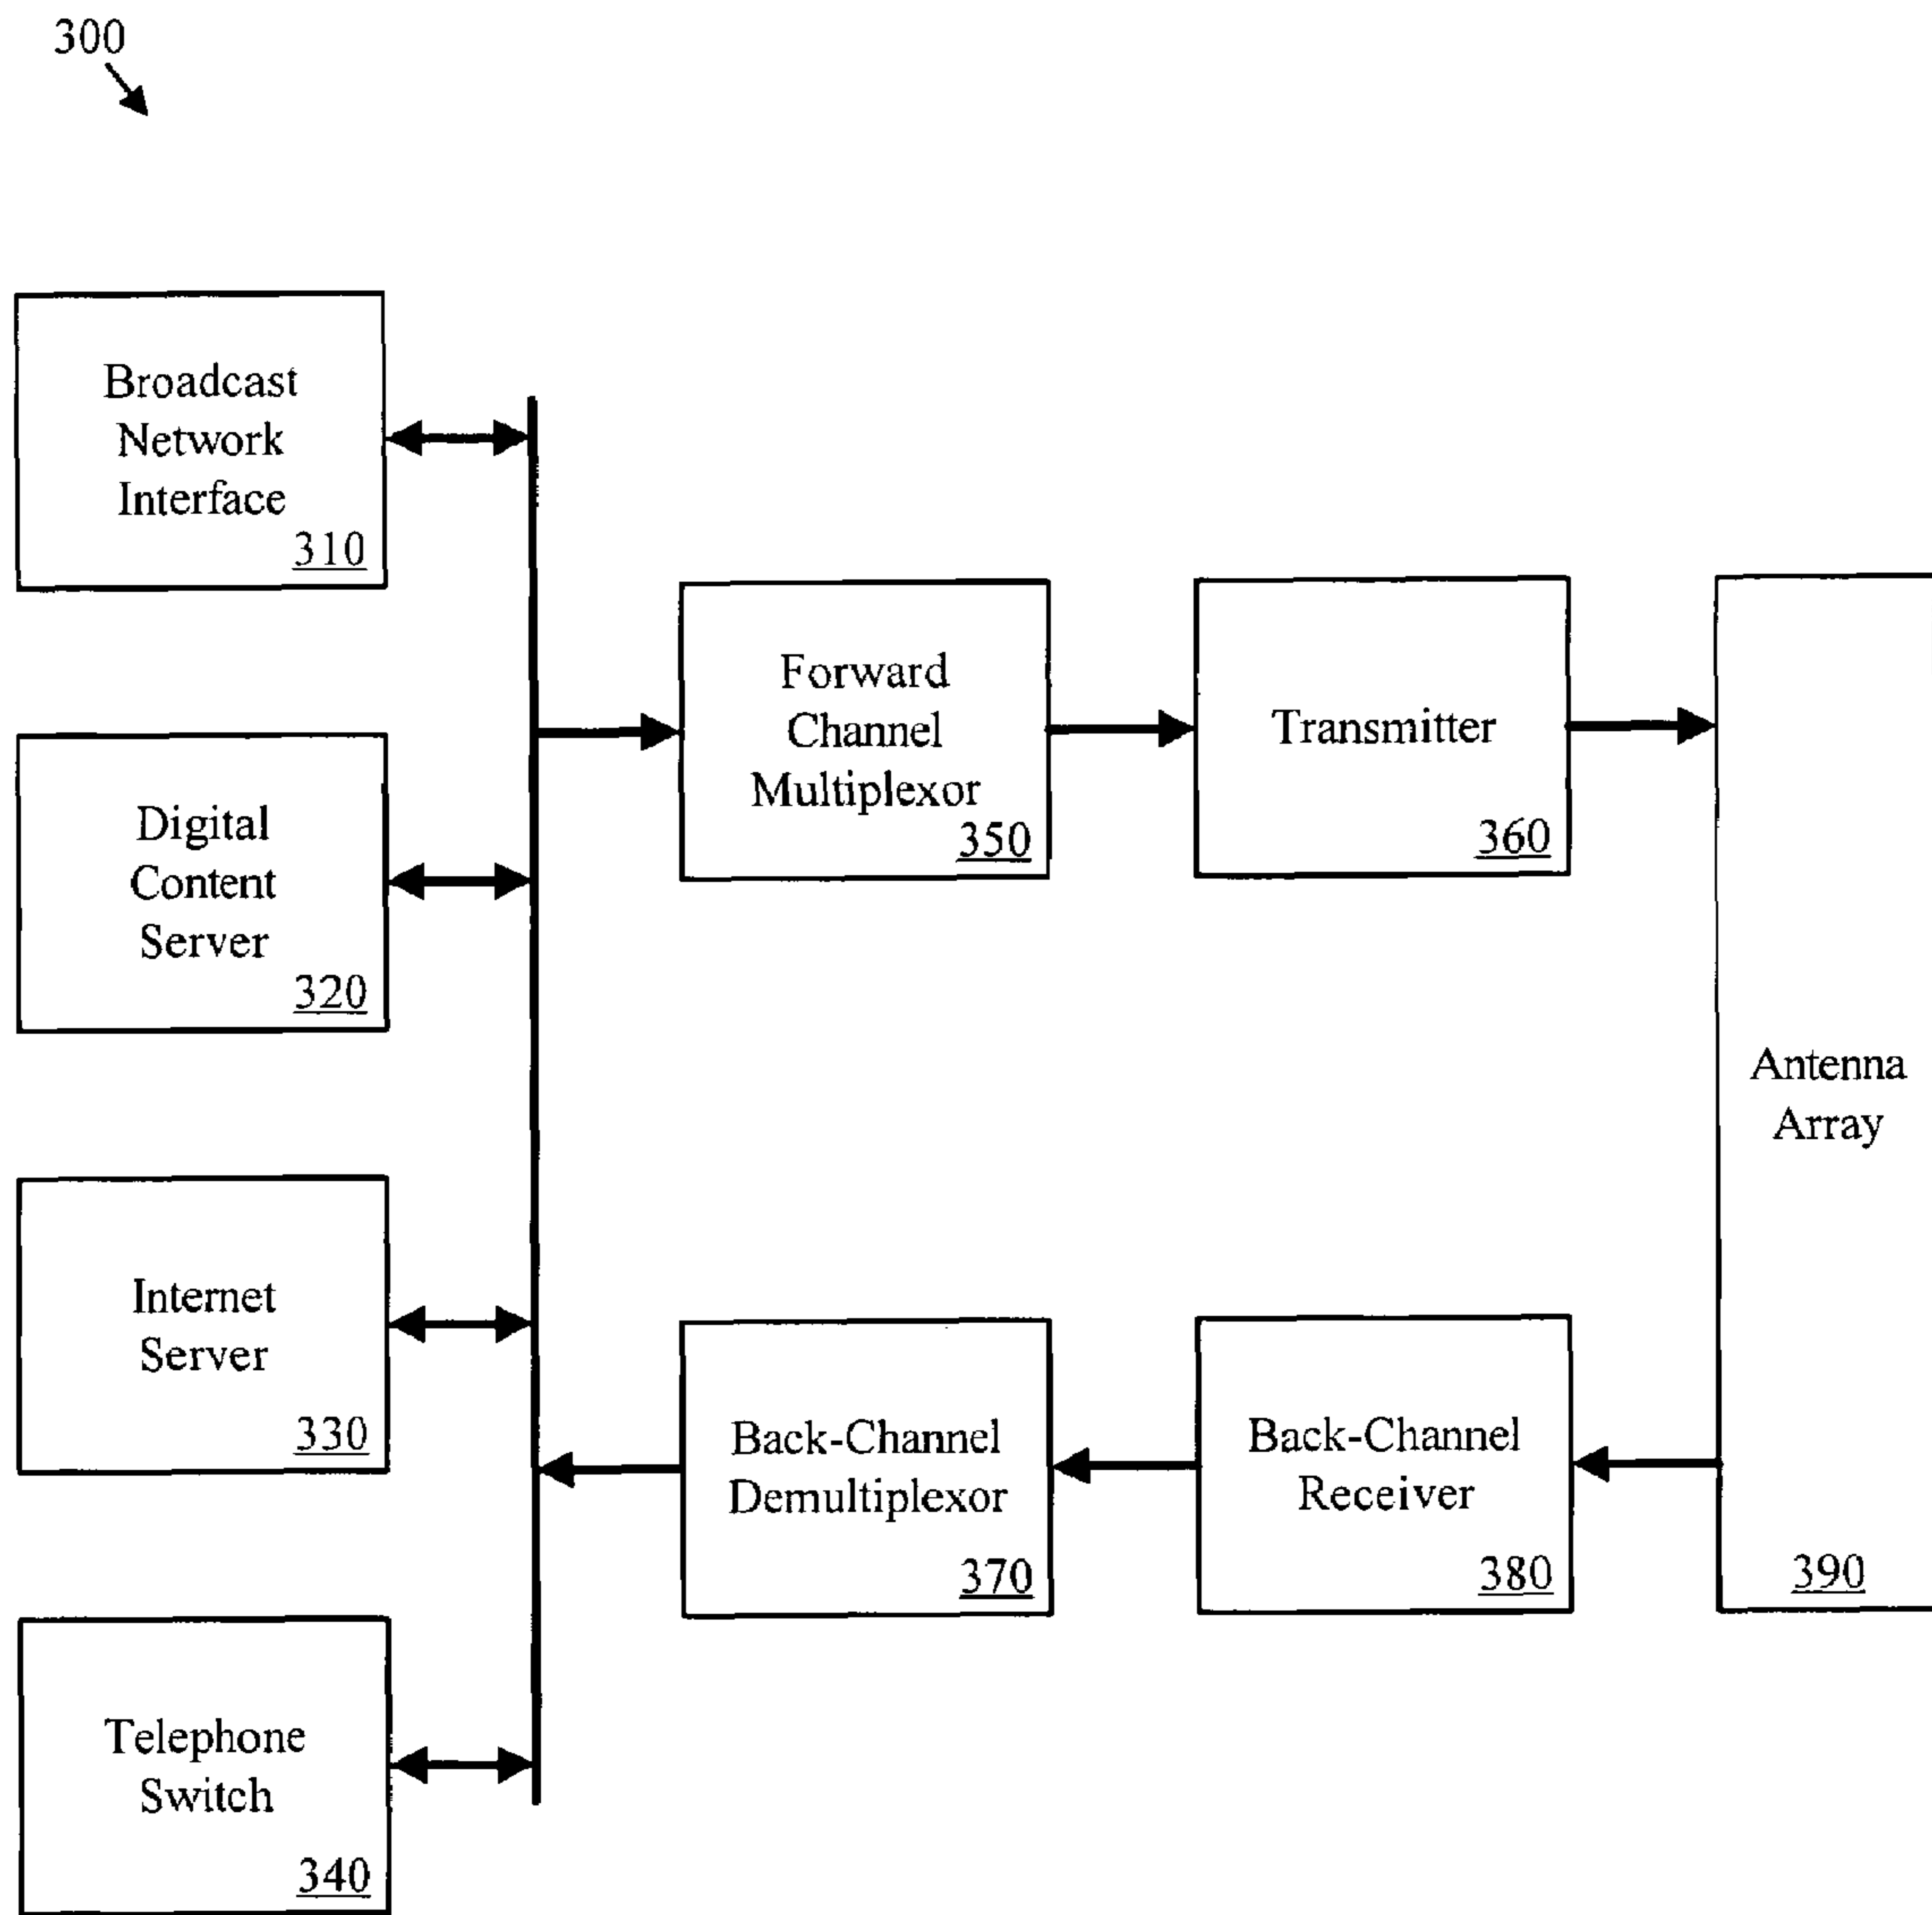 300
Broadcast
Network
Interface
310
Digital
Content
Server
320
Internet
Server
330
Telephone
Switch
340
Forward
Channel
Multiplexor
350
Transmitter
360
Back-Channel
Demultiplexor
370
Back-Channel
Receiver
380
Antenna
Array
390